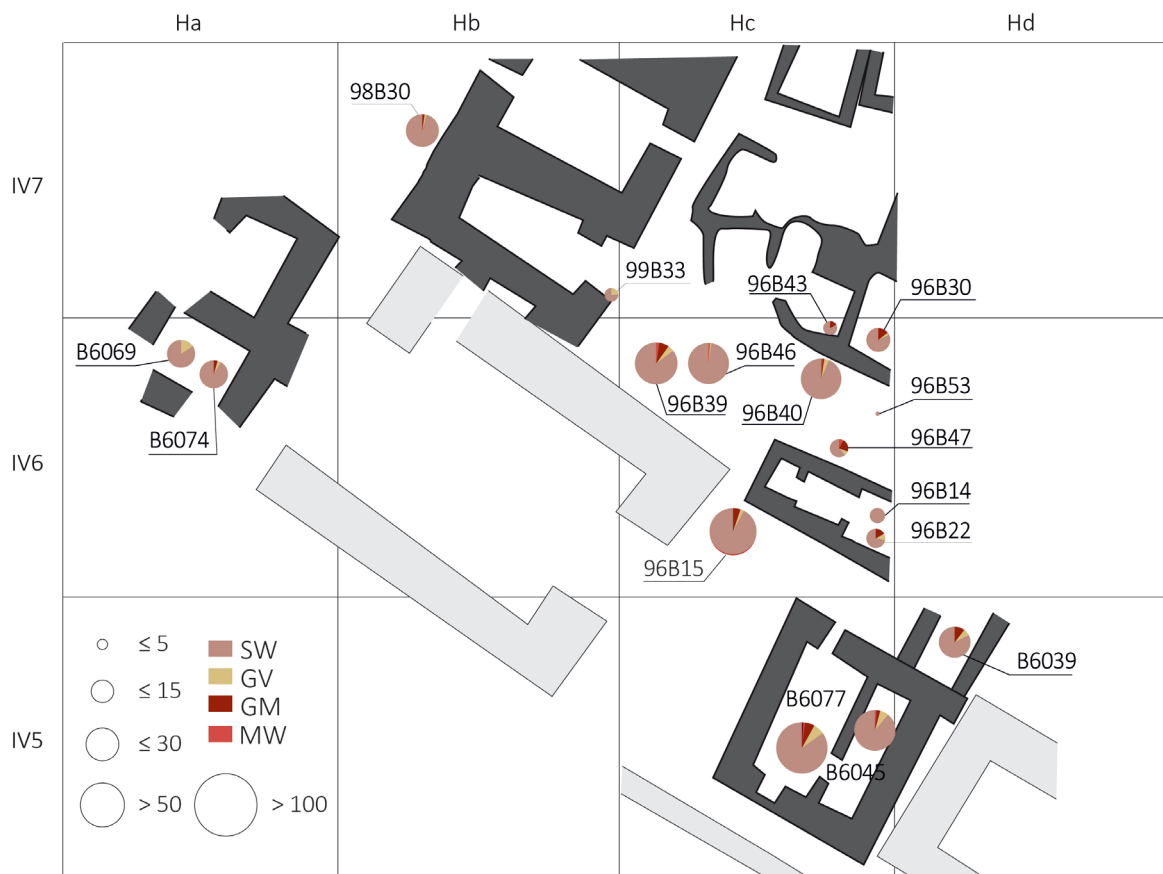 Ha Hb Hc Hd
98B30
IV7
99B33
96B43
96B30
B6069
96B46
96B53
96B39
96B40
B6074
96B47
IV6
96B14
96B22
96B15
≤ 5 SW
GV
≤ 15
GM
MW
≤ 30
> 50 > 100
B6039
B6077
IV5
B6045